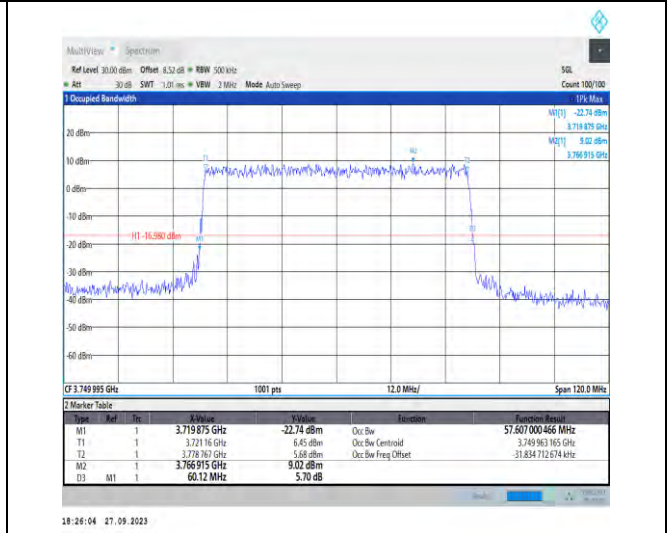 MultiView Spectrum
Ref Level 30.00 dBm Offset 8.52 dB RBW 500 kHz SGL
Att 30 dB SWT 1.01 ms VBW 2 MHz Mode Auto Sweep Count 100/100
1 Occupied Bandwidth 1Pk Max
M1[1] -22.74 dBm
3.719 875 GHz
20 dBm
M2[1] 9.02 dBm
3.766 915 GHz
M2
T1
10 dBm
0 dBm
-10 dBm
H1 -16.980 dBm
M1
-20 dBm
-30 dBm
-40 dBm
-50 dBm
-60 dBm
CF 3.749 995 GHz 1001 pts 12.0 MHz/ Span 120.0 MHz
2 Marker Table
Type Ref Trc X-Value Y-Value Function Function Result
M1 1 3.719 875 GHz -22.74 dBm Occ Bw 57.607 000 466 MHz
T1 1 3.721 16 GHz 6.45 dBm Occ Bw Centroid 3.749 963 165 GHz
T2 1 3.778 767 GHz 5.68 dBm Occ Bw Freq Offset -31.834 712 674 kHz
M2 1 3.766 915 GHz 9.02 dBm
D3 M1 1 60.12 MHz 5.70 dB
18:26:04 27.09.2023